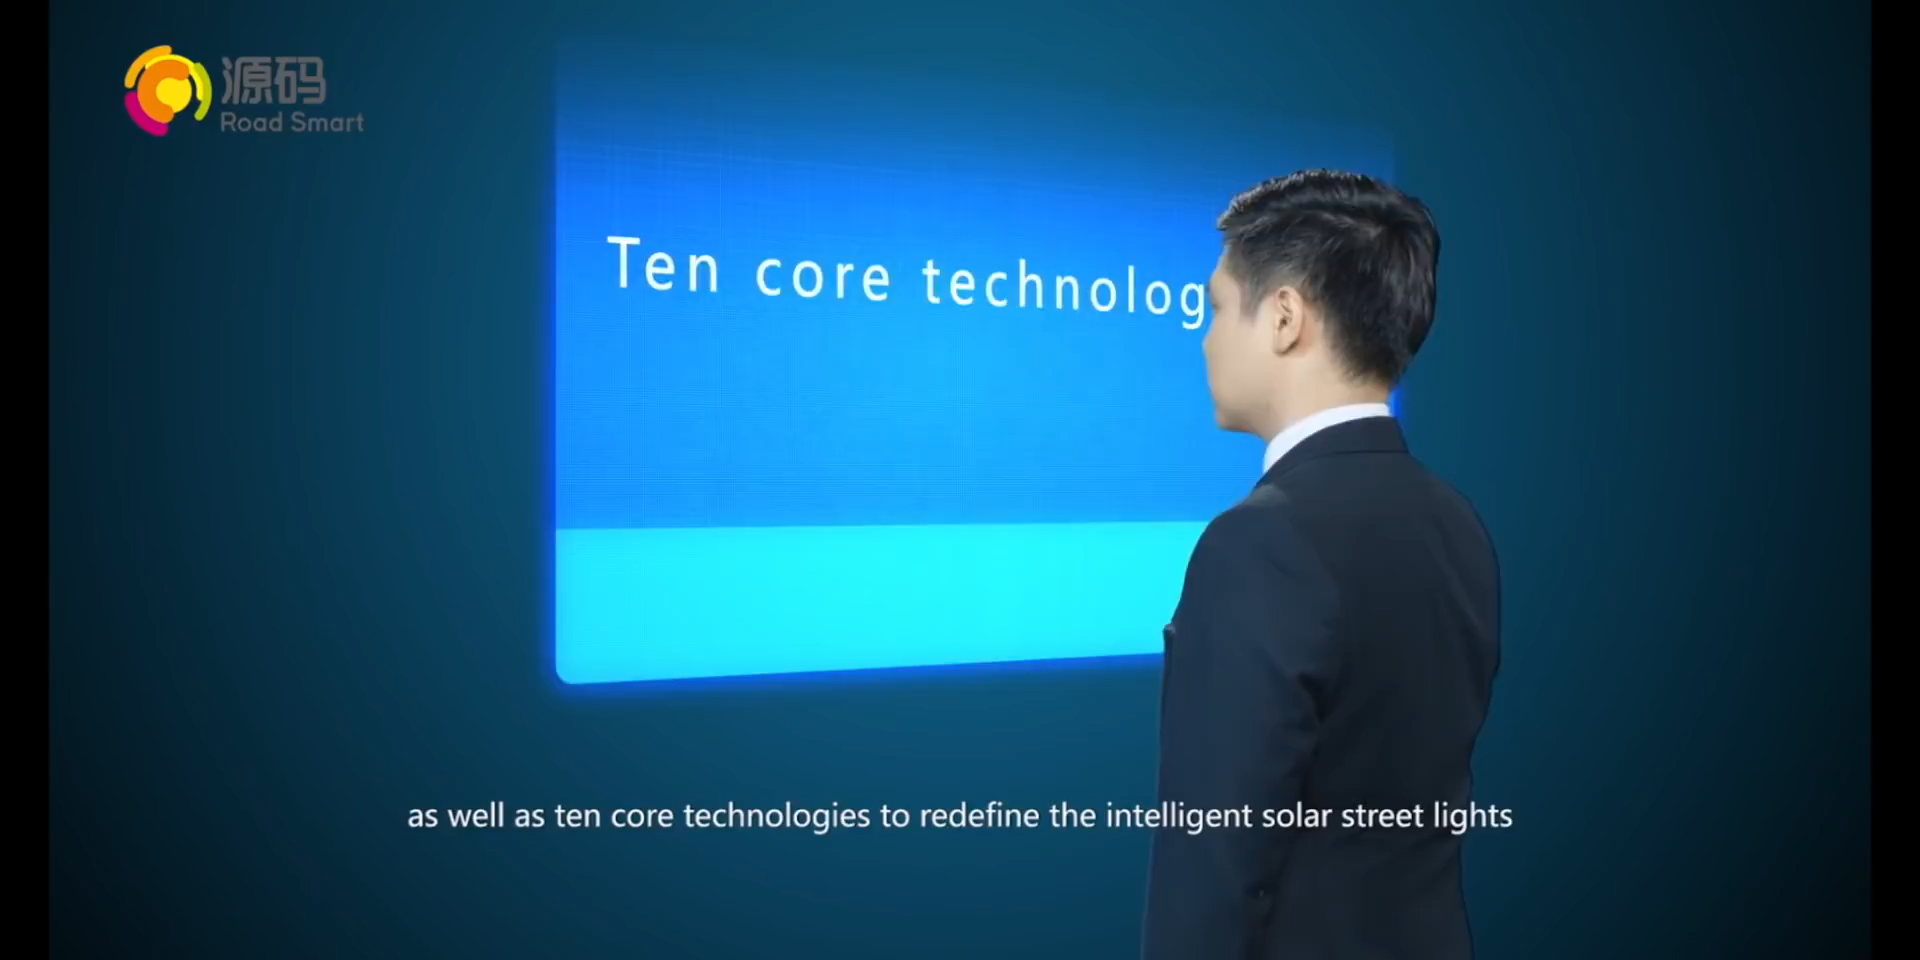 源码
Road Smart
Ten core technolog
as well as ten core technologies to redefine the intelligent solar street lights